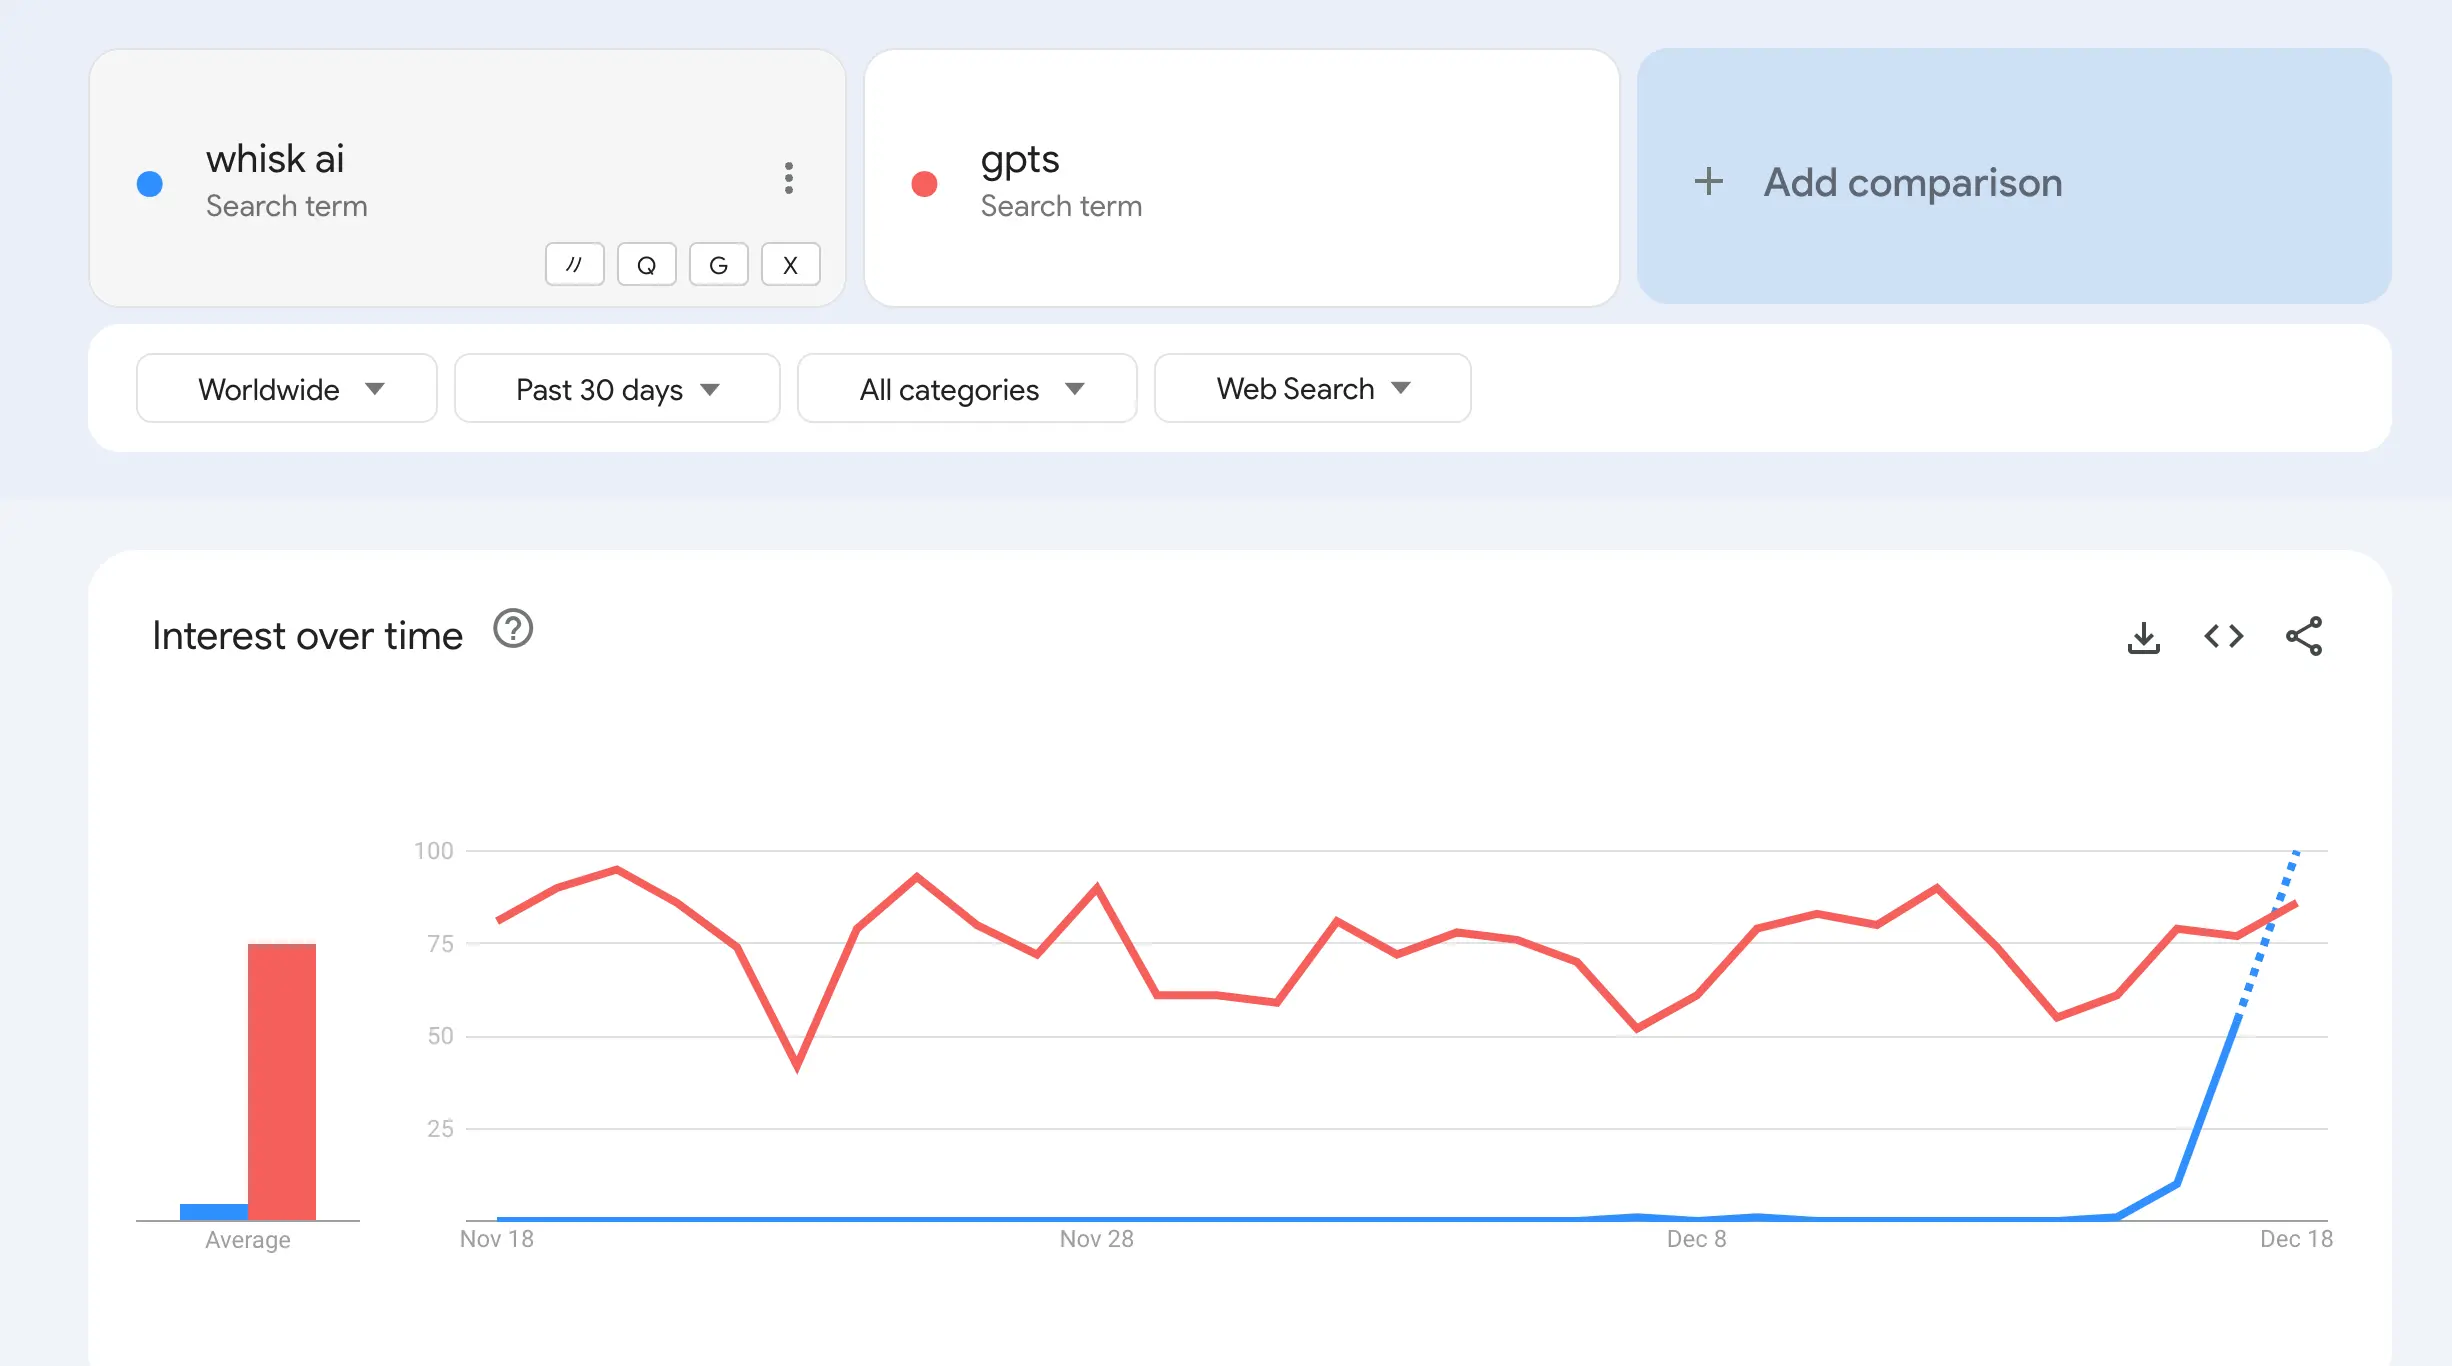 whisk ai
Search term
// Q G X
gpts
Search term
+ Add comparison
Worldwide
Past 30 days
All categories
Web Search
Interest over time ?
100
75
50
25
Average
Nov 18
Nov 28
Dec 8
Dec 18